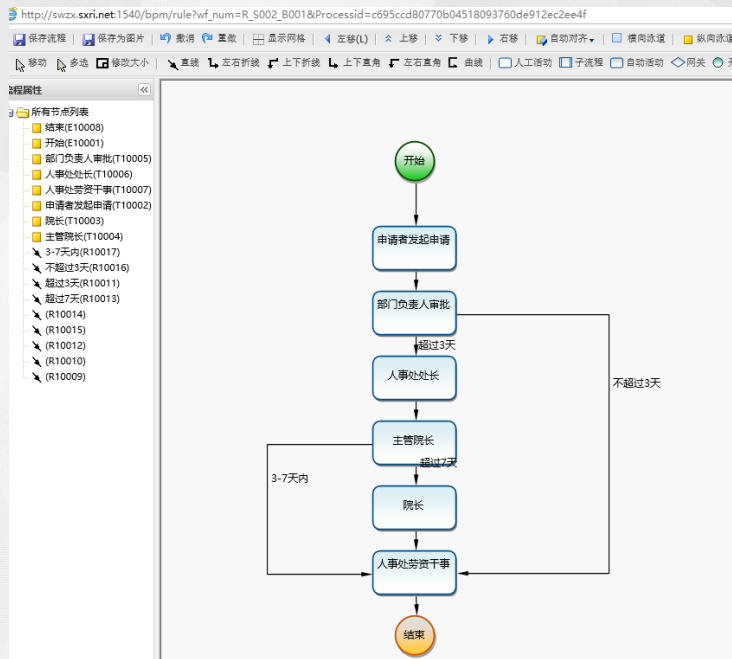 http://swzx.sxri.net:1540/bpm/rule?wf_num=R_S002_B001&Processid=c695ccd80770b04518093760de912ec2ee4f
保存流程 保存为图片 撤消 重做 显示网格 左移(L) 上移 下移 右移 自动对齐 横向泳道 纵向泳道
移动 多选 修改大小 直线 左右折线 上下折线 上下直角 左右直角 曲线 人工活动 子流程 自动活动 网关
流程属性
所有节点列表
结束(E10008)
开始(E10001)
部门负责人审批(T10005)
人事处处长(T10006)
人事处劳资干事(T10007)
申请者发起申请(T10002)
院长(T10003)
主管院长(T10004)
3-7天内(R10017)
不超过3天(R10016)
超过3天(R10011)
超过7天(R10013)
(R10014)
(R10015)
(R10012)
(R10010)
(R10009)
开始
申请者发起申请
部门负责人审批
超过3天
人事处处长
不超过3天
主管院长
超过7天
3-7天内
院长
人事处劳资干事
结束